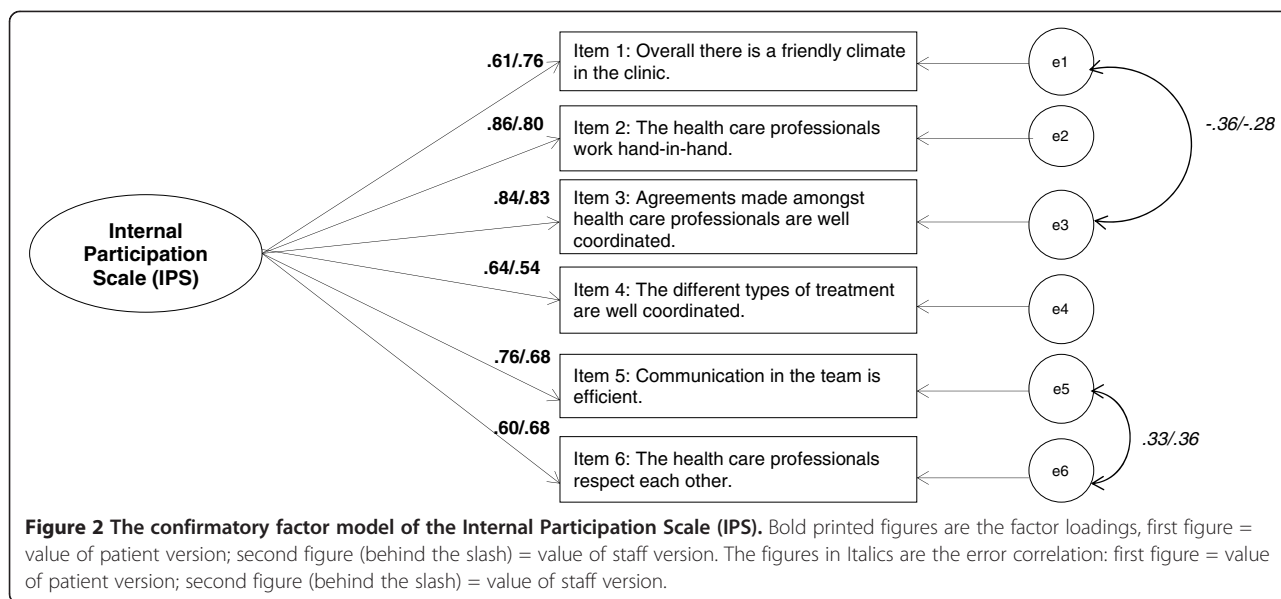 .61/.76
Item 1: Overall there is a friendly climate
in the clinic.
e1
-.36/-.28
.86/.80
Item 2: The health care professionals
work hand-in-hand.
e2
.84/.83
Item 3: Agreements made amongst
health care professionals are well
coordinated.
e3
Internal
Participation
Scale (IPS)
.64/.54
Item 4: The different types of treatment
are well coordinated.
e4
.76/.68
Item 5: Communication in the team is
efficient.
e5
.33/.36
.60/.68
Item 6: The health care professionals
respect each other.
e6
Figure 2 The confirmatory factor model of the Internal Participation Scale (IPS). Bold printed figures are the factor loadings, first figure =
value of patient version; second figure (behind the slash) = value of staff version. The figures in Italics are the error correlation: first figure = value
of patient version; second figure (behind the slash) = value of staff version.